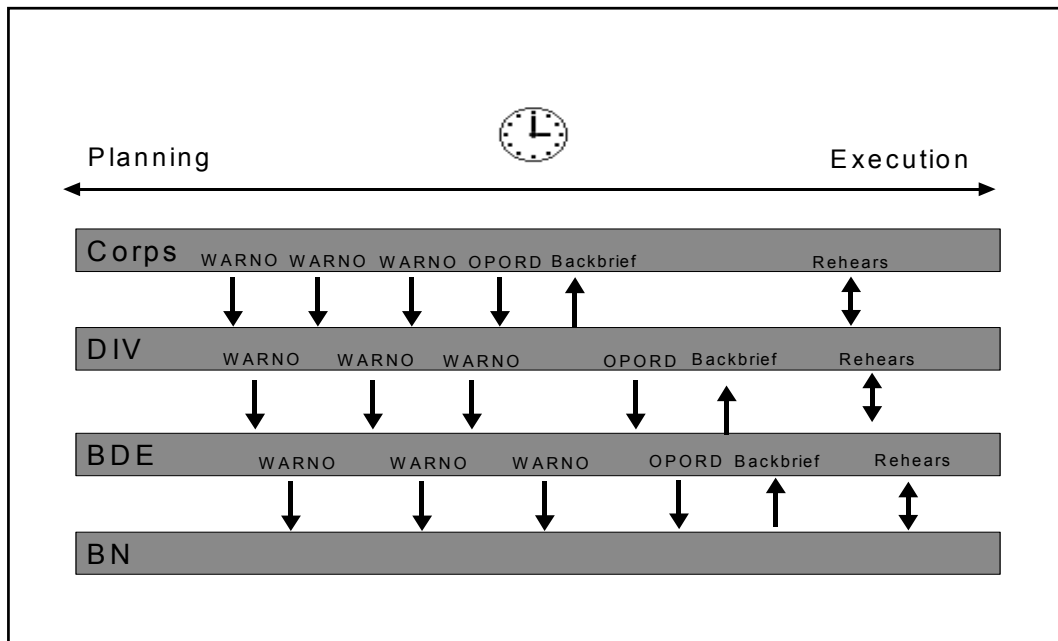 Planning Execution
Corps WARNO WARNO WARNO OPORD Backbrief Rehears
DIV WARNO WARNO WARNO OPORD Backbrief Rehears
BDE WARNO WARNO WARNO OPORD Backbrief Rehears
BN